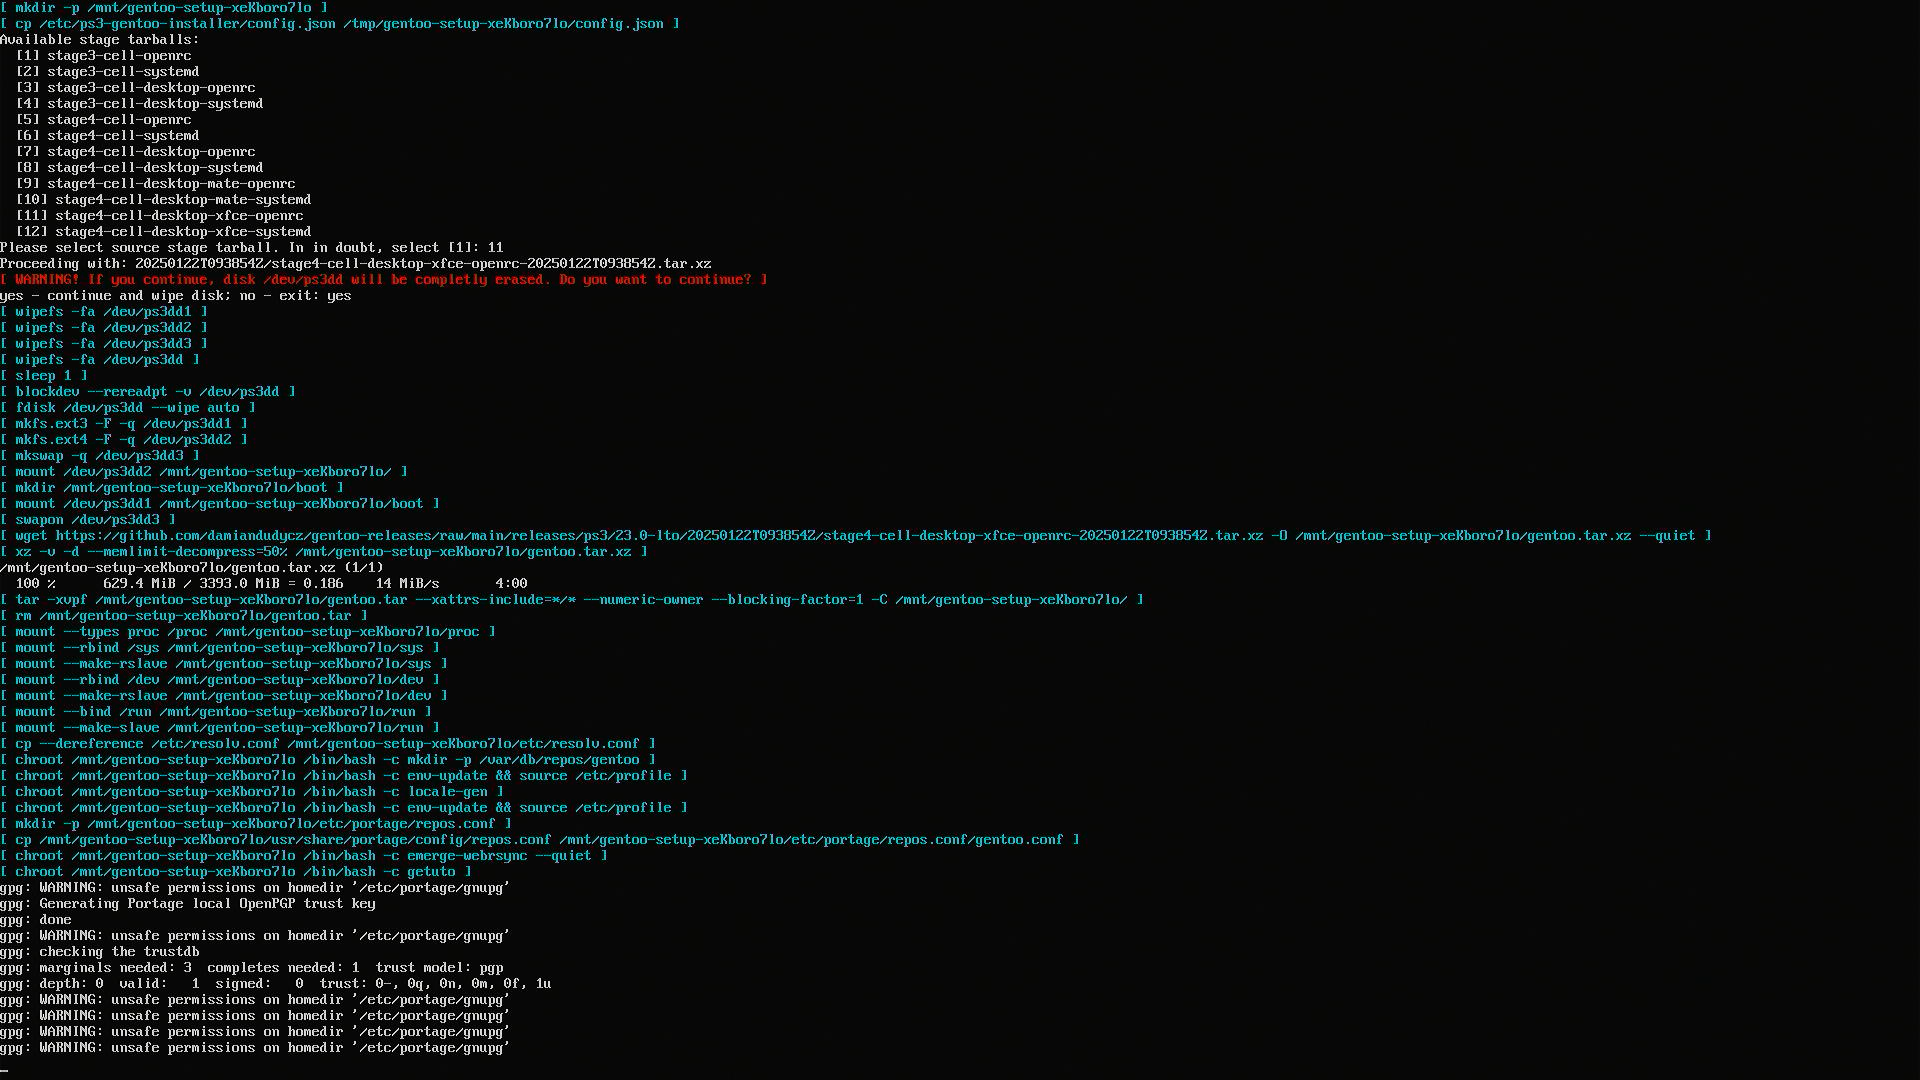 [ mkdir -p /mnt/gentoo-setup-xeKboro7lo ]
[ cp /etc/ps3-gentoo-installer/config.json /tmp/gentoo-setup-xeKboro7lo/config.json ]
Available stage tarballs:
  [1] stage3-cell-openrc
  [2] stage3-cell-systemd
  [3] stage3-cell-desktop-openrc
  [4] stage3-cell-desktop-systemd
  [5] stage4-cell-openrc
  [6] stage4-cell-systemd
  [7] stage4-cell-desktop-openrc
  [8] stage4-cell-desktop-systemd
  [9] stage4-cell-desktop-mate-openrc
  [10] stage4-cell-desktop-mate-systemd
  [11] stage4-cell-desktop-xfce-openrc
  [12] stage4-cell-desktop-xfce-systemd
Please select source stage tarball. In in doubt, select [1]: 11
Proceeding with: 20250122T093854Z/stage4-cell-desktop-xfce-openrc-20250122T093854Z.tar.xz
[ WARNING! If you continue, disk /dev/ps3dd will be completly erased. Do you want to continue? ]
yes - continue and wipe disk; no - exit: yes
[ wipefs -fa /dev/ps3dd1 ]
[ wipefs -fa /dev/ps3dd2 ]
[ wipefs -fa /dev/ps3dd3 ]
[ wipefs -fa /dev/ps3dd ]
[ sleep 1 ]
[ blockdev --rereadpt -v /dev/ps3dd ]
[ fdisk /dev/ps3dd --wipe auto ]
[ mkfs.ext3 -F -q /dev/ps3dd1 ]
[ mkfs.ext4 -F -q /dev/ps3dd2 ]
[ mkswap -q /dev/ps3dd3 ]
[ mount /dev/ps3dd2 /mnt/gentoo-setup-xeKboro7lo/ ]
[ mkdir /mnt/gentoo-setup-xeKboro7lo/boot ]
[ mount /dev/ps3dd1 /mnt/gentoo-setup-xeKboro7lo/boot ]
[ swapon /dev/ps3dd3 ]
[ wget https://github.com/damiandudycz/gentoo-releases/raw/main/releases/ps3/23.0-lto/20250122T093854Z/stage4-cell-desktop-xfce-openrc-20250122T093854Z.tar.xz -O /mnt/gentoo-setup-xeKboro7lo/gentoo.tar.xz --quiet ]
[ xz -v -d --memlimit-decompress=50% /mnt/gentoo-setup-xeKboro7lo/gentoo.tar.xz ]
/mnt/gentoo-setup-xeKboro7lo/gentoo.tar.xz (1/1)
  100 %      629.4 MiB / 3393.0 MiB = 0.186    14 MiB/s       4:00
[ tar -xvpf /mnt/gentoo-setup-xeKboro7lo/gentoo.tar --xattrs-include=*/* --numeric-owner --blocking-factor=1 -C /mnt/gentoo-setup-xeKboro7lo/ ]
[ rm /mnt/gentoo-setup-xeKboro7lo/gentoo.tar ]
[ mount --types proc /proc /mnt/gentoo-setup-xeKboro7lo/proc ]
[ mount --rbind /sys /mnt/gentoo-setup-xeKboro7lo/sys ]
[ mount --make-rslave /mnt/gentoo-setup-xeKboro7lo/sys ]
[ mount --rbind /dev /mnt/gentoo-setup-xeKboro7lo/dev ]
[ mount --make-rslave /mnt/gentoo-setup-xeKboro7lo/dev ]
[ mount --bind /run /mnt/gentoo-setup-xeKboro7lo/run ]
[ mount --make-slave /mnt/gentoo-setup-xeKboro7lo/run ]
[ cp --dereference /etc/resolv.conf /mnt/gentoo-setup-xeKboro7lo/etc/resolv.conf ]
[ chroot /mnt/gentoo-setup-xeKboro7lo /bin/bash -c mkdir -p /var/db/repos/gentoo ]
[ chroot /mnt/gentoo-setup-xeKboro7lo /bin/bash -c env-update && source /etc/profile ]
[ chroot /mnt/gentoo-setup-xeKboro7lo /bin/bash -c locale-gen ]
[ chroot /mnt/gentoo-setup-xeKboro7lo /bin/bash -c env-update && source /etc/profile ]
[ mkdir -p /mnt/gentoo-setup-xeKboro7lo/etc/portage/repos.conf ]
[ cp /mnt/gentoo-setup-xeKboro7lo/usr/share/portage/config/repos.conf /mnt/gentoo-setup-xeKboro7lo/etc/portage/repos.conf/gentoo.conf ]
[ chroot /mnt/gentoo-setup-xeKboro7lo /bin/bash -c emerge-webrsync --quiet ]
[ chroot /mnt/gentoo-setup-xeKboro7lo /bin/bash -c getuto ]
gpg: WARNING: unsafe permissions on homedir '/etc/portage/gnupg'
gpg: Generating Portage local OpenPGP trust key
gpg: done
gpg: WARNING: unsafe permissions on homedir '/etc/portage/gnupg'
gpg: checking the trustdb
gpg: marginals needed: 3  completes needed: 1  trust model: pgp
gpg: depth: 0  valid:   1  signed:   0  trust: 0-, 0q, 0n, 0m, 0f, 1u
gpg: WARNING: unsafe permissions on homedir '/etc/portage/gnupg'
gpg: WARNING: unsafe permissions on homedir '/etc/portage/gnupg'
gpg: WARNING: unsafe permissions on homedir '/etc/portage/gnupg'
gpg: WARNING: unsafe permissions on homedir '/etc/portage/gnupg'